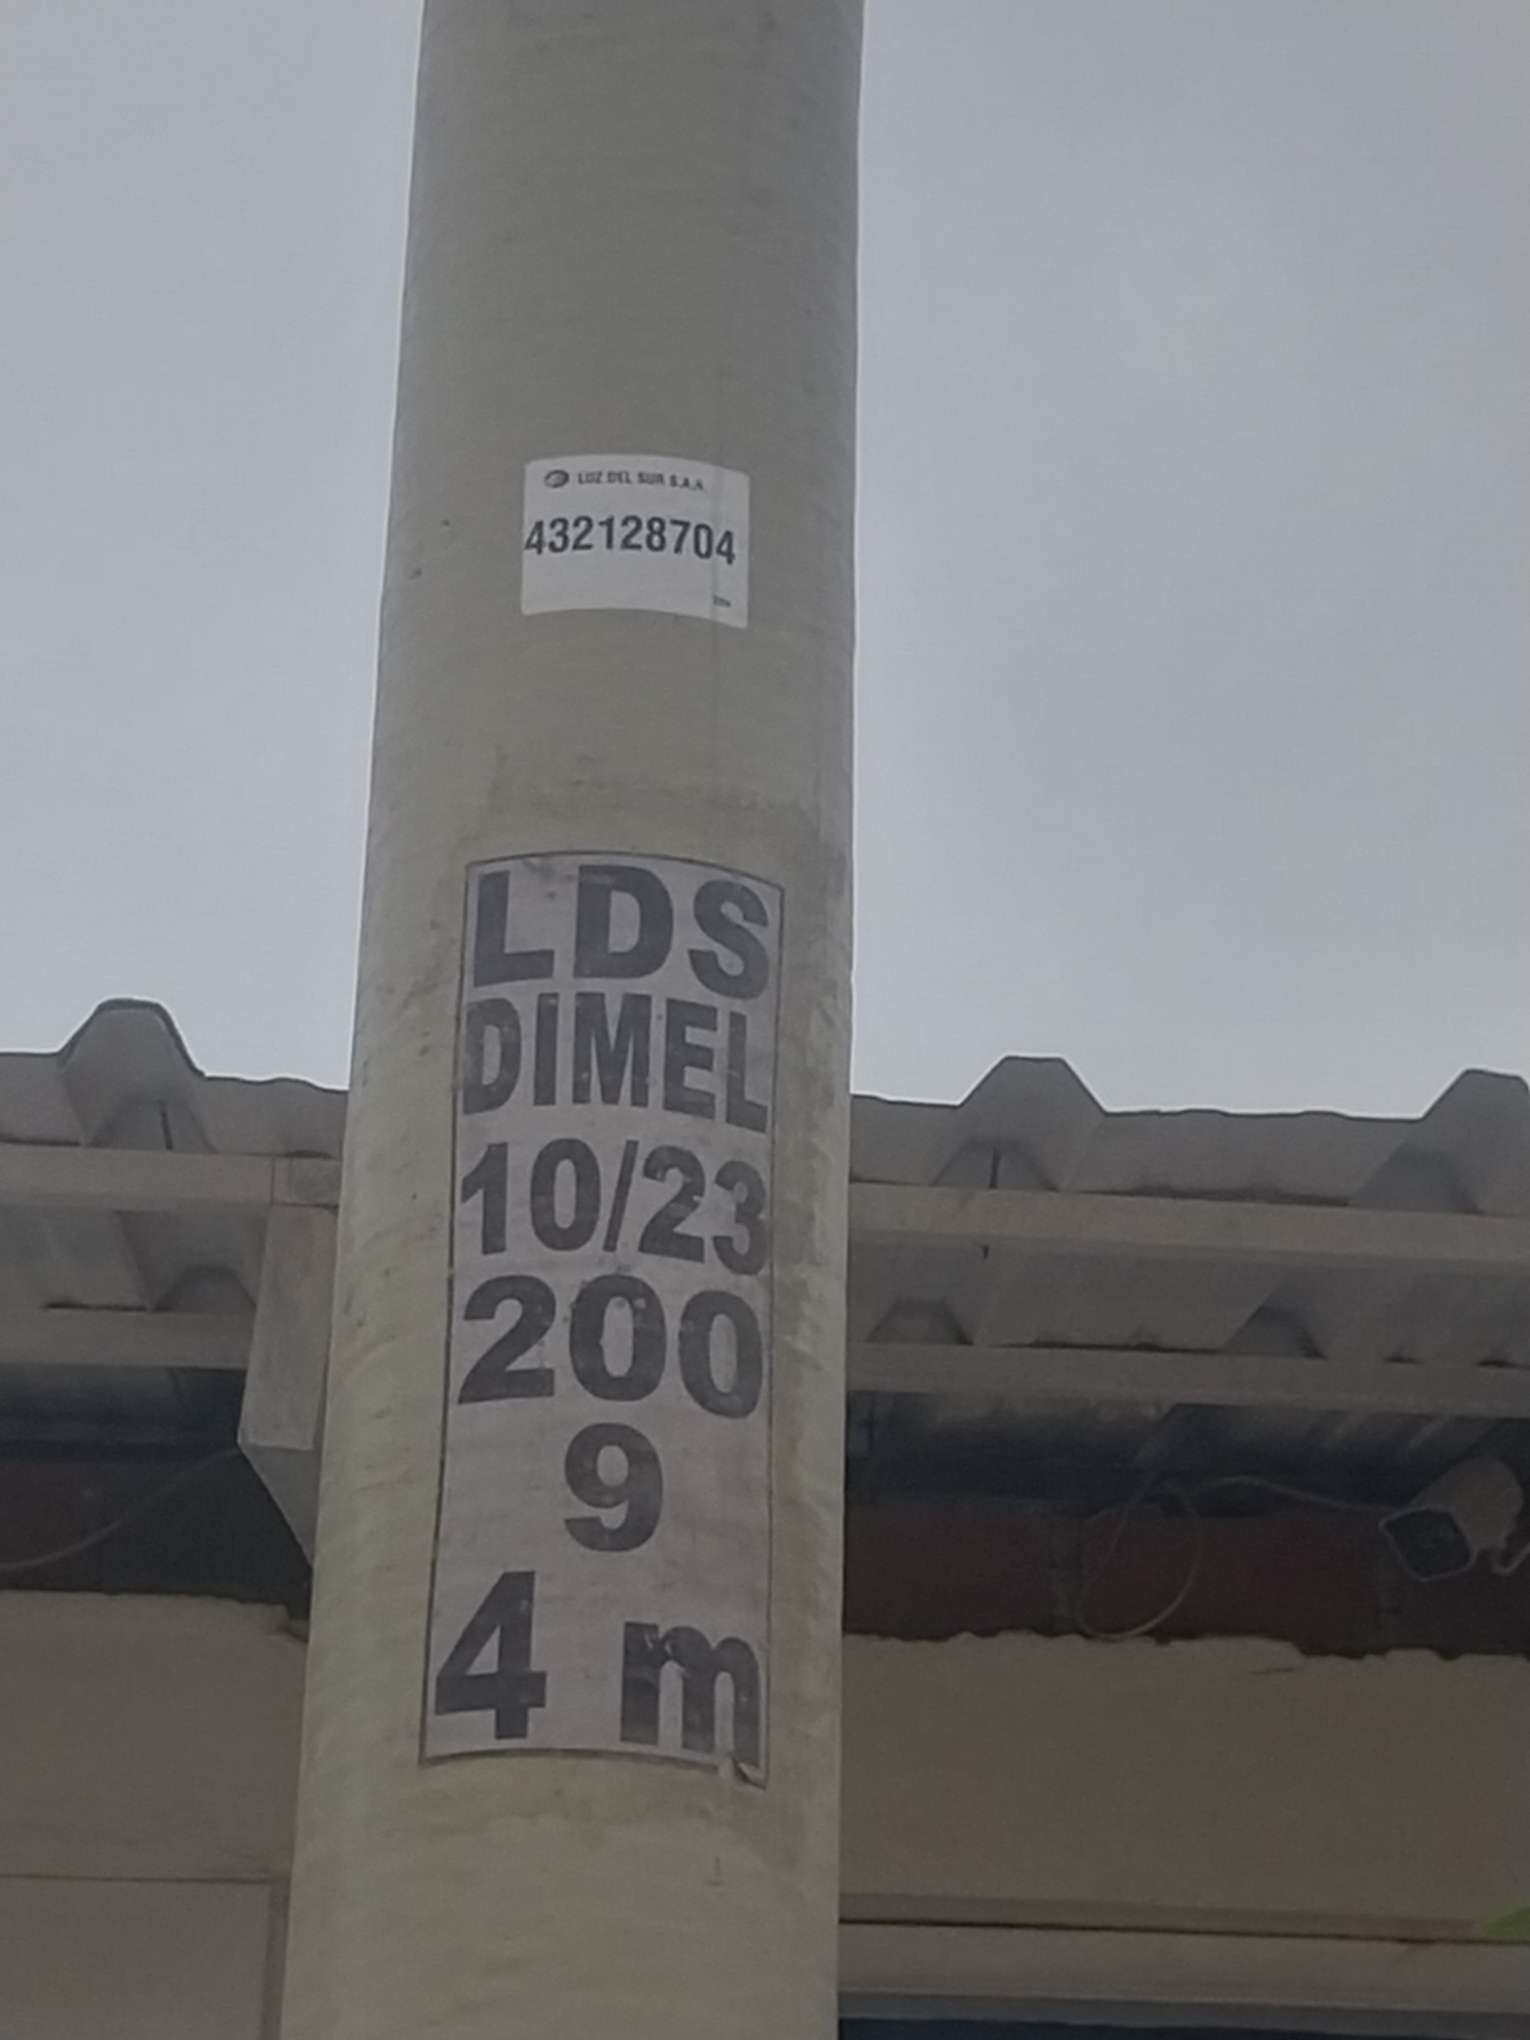 LUZ DEL SUR S.A.A.
432128704
LDS
DIMEL
10/23
200
9
4 m